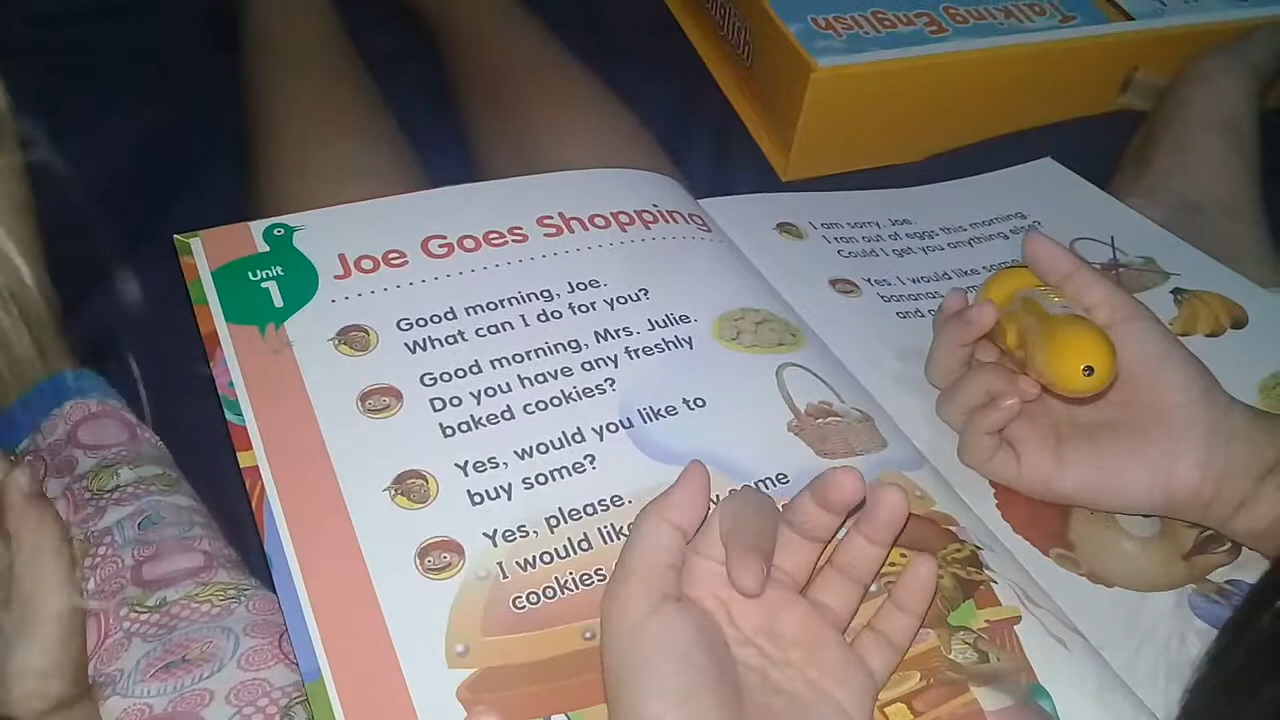 Talking English
Unit
1
Joe Goes Shopping
Good morning, Joe.
What can I do for you?
Good morning, Mrs. Julie.
Do you have any freshly
baked cookies?
Yes, would you like to
buy some?
Yes, please.
I would like some
cookies
I am sorry, Joe.
I ran out of eggs this morning.
Could I get you anything else?
Yes. I would like some
bananas
and